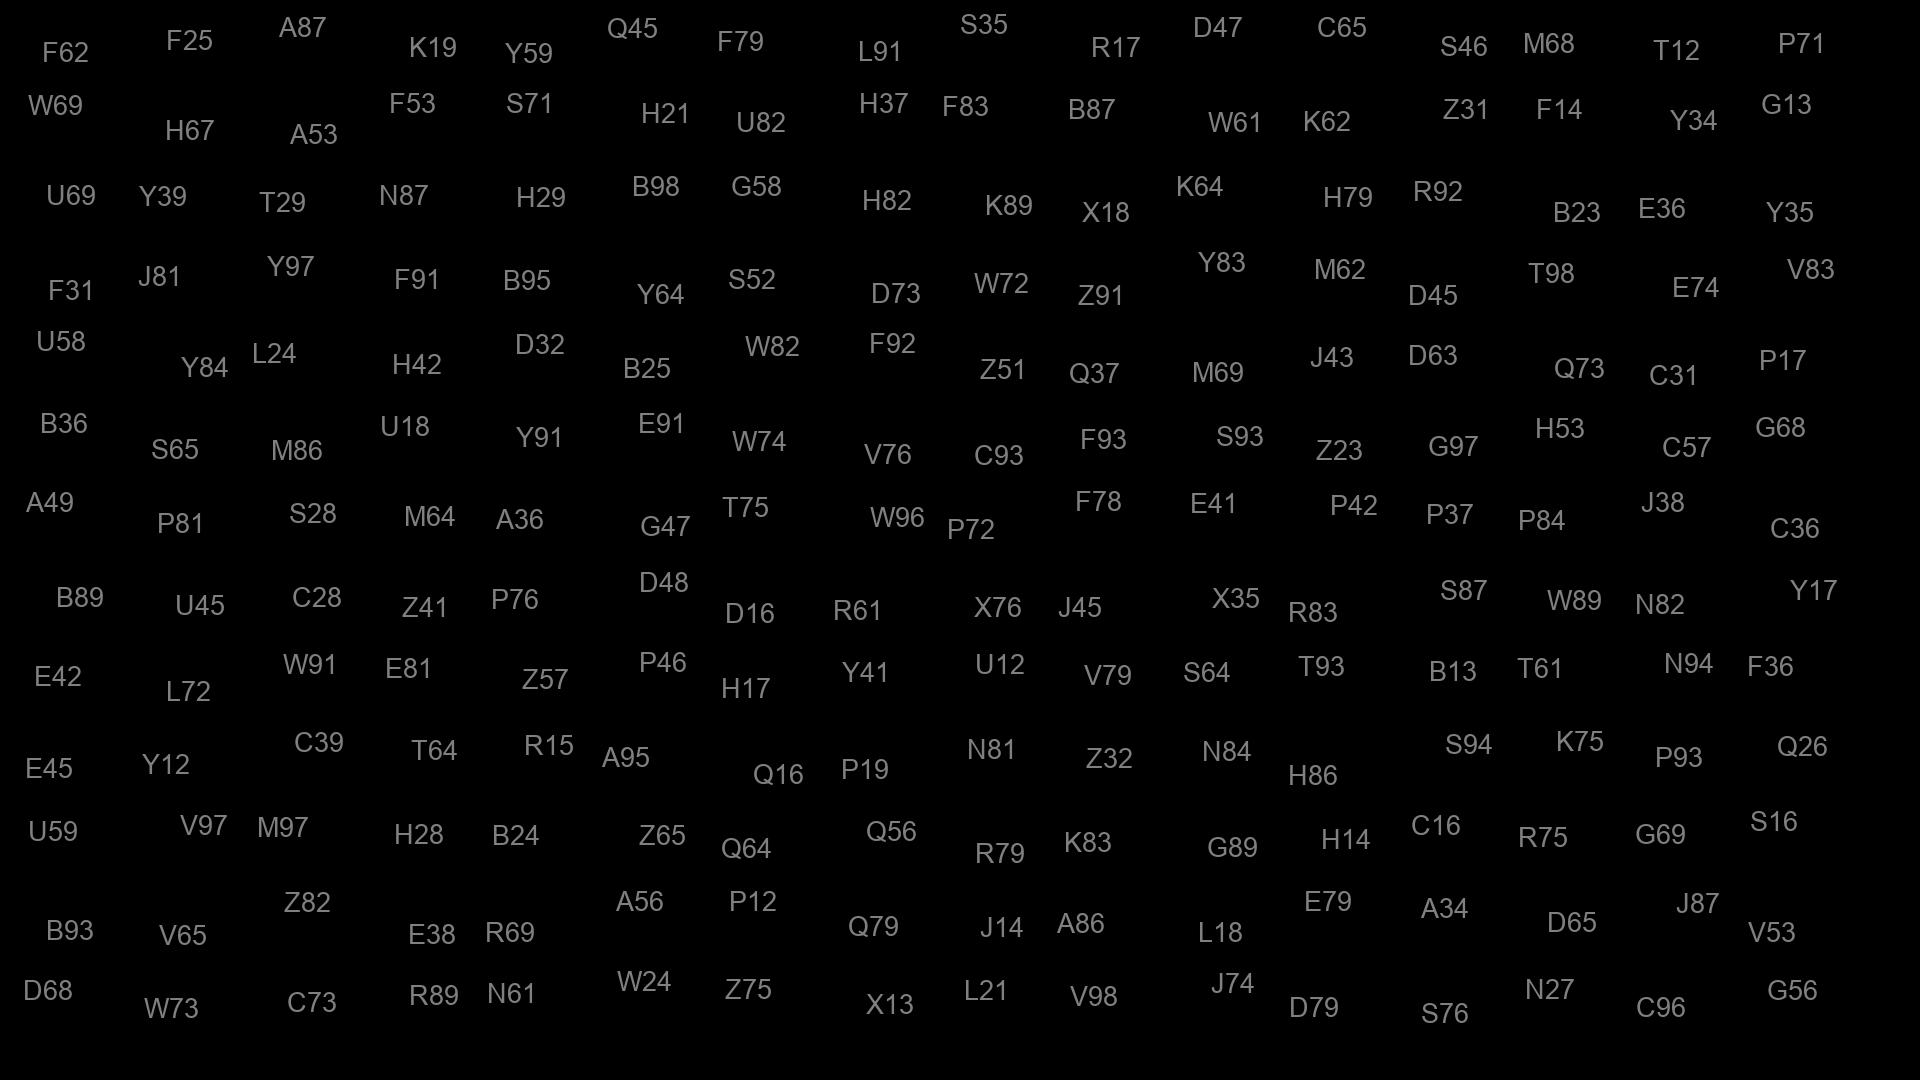 F62 F25 A87 K19 Y59 Q45 F79 L91 S35 R17 D47 C65 S46 M68 T12 P71
W69 H67 A53 F53 S71 H21 U82 H37 F83 B87 W61 K62 Z31 F14 Y34 G13
U69 Y39 T29 N87 H29 B98 G58 H82 K89 X18 K64 H79 R92 B23 E36 Y35
F31 J81 Y97 F91 B95 Y64 S52 D73 W72 Z91 Y83 M62 D45 T98 E74 V83
U58 Y84 L24 H42 D32 B25 W82 F92 Z51 Q37 M69 J43 D63 Q73 C31 P17
B36 S65 M86 U18 Y91 E91 W74 V76 C93 F93 S93 Z23 G97 H53 C57 G68
A49 P81 S28 M64 A36 G47 T75 W96 P72 F78 E41 P42 P37 P84 J38 C36
B89 U45 C28 Z41 P76 D48 D16 R61 X76 J45 X35 R83 S87 W89 N82 Y17
E42 L72 W91 E81 Z57 P46 H17 Y41 U12 V79 S64 T93 B13 T61 N94 F36
E45 Y12 C39 T64 R15 A95 Q16 P19 N81 Z32 N84 H86 S94 K75 P93 Q26
U59 V97 M97 H28 B24 Z65 Q64 Q56 R79 K83 G89 H14 C16 R75 G69 S16
B93 V65 Z82 E38 R69 A56 P12 Q79 J14 A86 L18 E79 A34 D65 J87 V53
D68 W73 C73 R89 N61 W24 Z75 X13 L21 V98 J74 D79 S76 N27 C96 G56